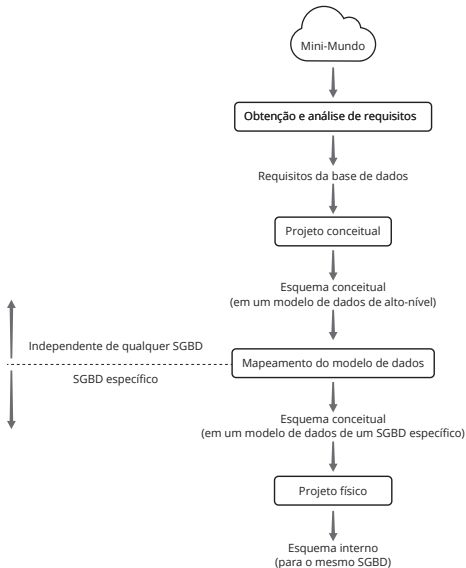 Mini-Mundo
Obtenção e análise de requisitos
Requisitos da base de dados
Projeto conceitual
Esquema conceitual
(em um modelo de dados de alto-nível)
Independente de qualquer SGBD
Mapeamento do modelo de dados
SGBD específico
Esquema conceitual
(em um modelo de dados de um SGBD específico)
Projeto físico
Esquema interno
(para o mesmo SGBD)